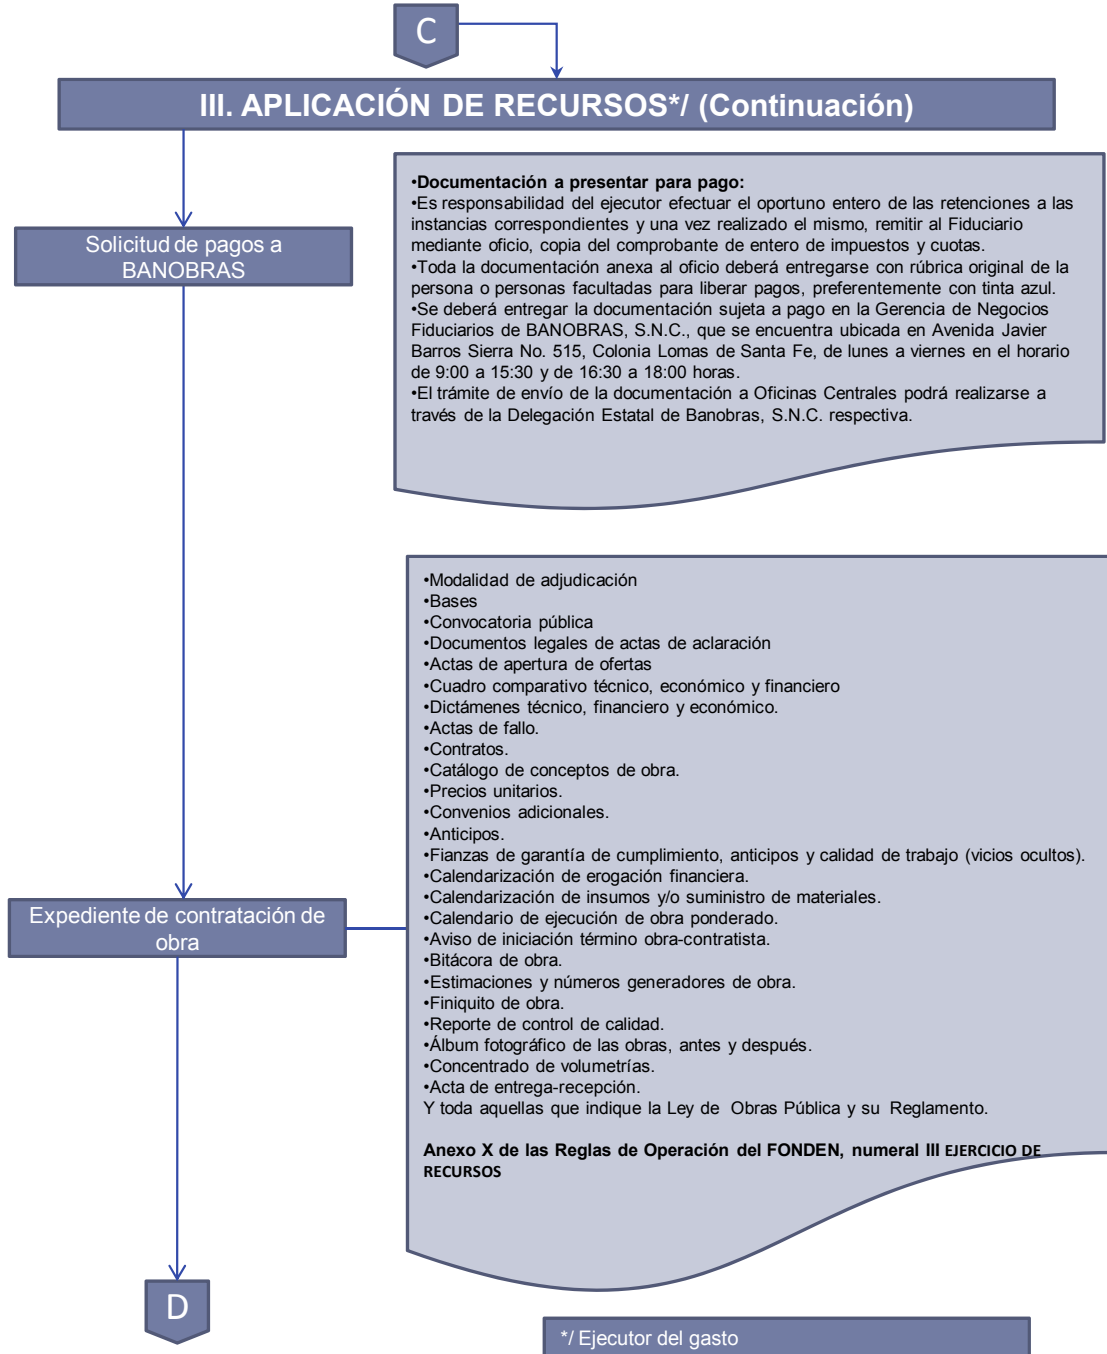 C
III. APLICACIÓN DE RECURSOS*/ (Continuación)
Solicitud de pagos a
BANOBRAS
•Documentación a presentar para pago:
•Es responsabilidad del ejecutor efectuar el oportuno entero de las retenciones a las
instancias correspondientes y una vez realizado el mismo, remitir al Fiduciario
mediante oficio, copia del comprobante de entero de impuestos y cuotas.
•Toda la documentación anexa al oficio deberá entregarse con rúbrica original de la
persona o personas facultadas para liberar pagos, preferentemente con tinta azul.
•Se deberá entregar la documentación sujeta a pago en la Gerencia de Negocios
Fiduciarios de BANOBRAS, S.N.C., que se encuentra ubicada en Avenida Javier
Barros Sierra No. 515, Colonia Lomas de Santa Fe, de lunes a viernes en el horario
de 9:00 a 15:30 y de 16:30 a 18:00 horas.
•El trámite de envío de la documentación a Oficinas Centrales podrá realizarse a
través de la Delegación Estatal de Banobras, S.N.C. respectiva.
Expediente de contratación de
obra
•Modalidad de adjudicación
•Bases
•Convocatoria pública
•Documentos legales de actas de aclaración
•Actas de apertura de ofertas
•Cuadro comparativo técnico, económico y financiero
•Dictámenes técnico, financiero y económico.
•Actas de fallo.
•Contratos.
•Catálogo de conceptos de obra.
•Precios unitarios.
•Convenios adicionales.
•Anticipos.
•Fianzas de garantía de cumplimiento, anticipos y calidad de trabajo (vicios ocultos).
•Calendarización de erogación financiera.
•Calendarización de insumos y/o suministro de materiales.
•Calendario de ejecución de obra ponderado.
•Aviso de iniciación término obra-contratista.
•Bitácora de obra.
•Estimaciones y números generadores de obra.
•Finiquito de obra.
•Reporte de control de calidad.
•Álbum fotográfico de las obras, antes y después.
•Concentrado de volumetrías.
•Acta de entrega-recepción.
Y toda aquellas que indique la Ley de Obras Pública y su Reglamento.
Anexo X de las Reglas de Operación del FONDEN, numeral III EJERCICIO DE
RECURSOS
D
*/ Ejecutor del gasto